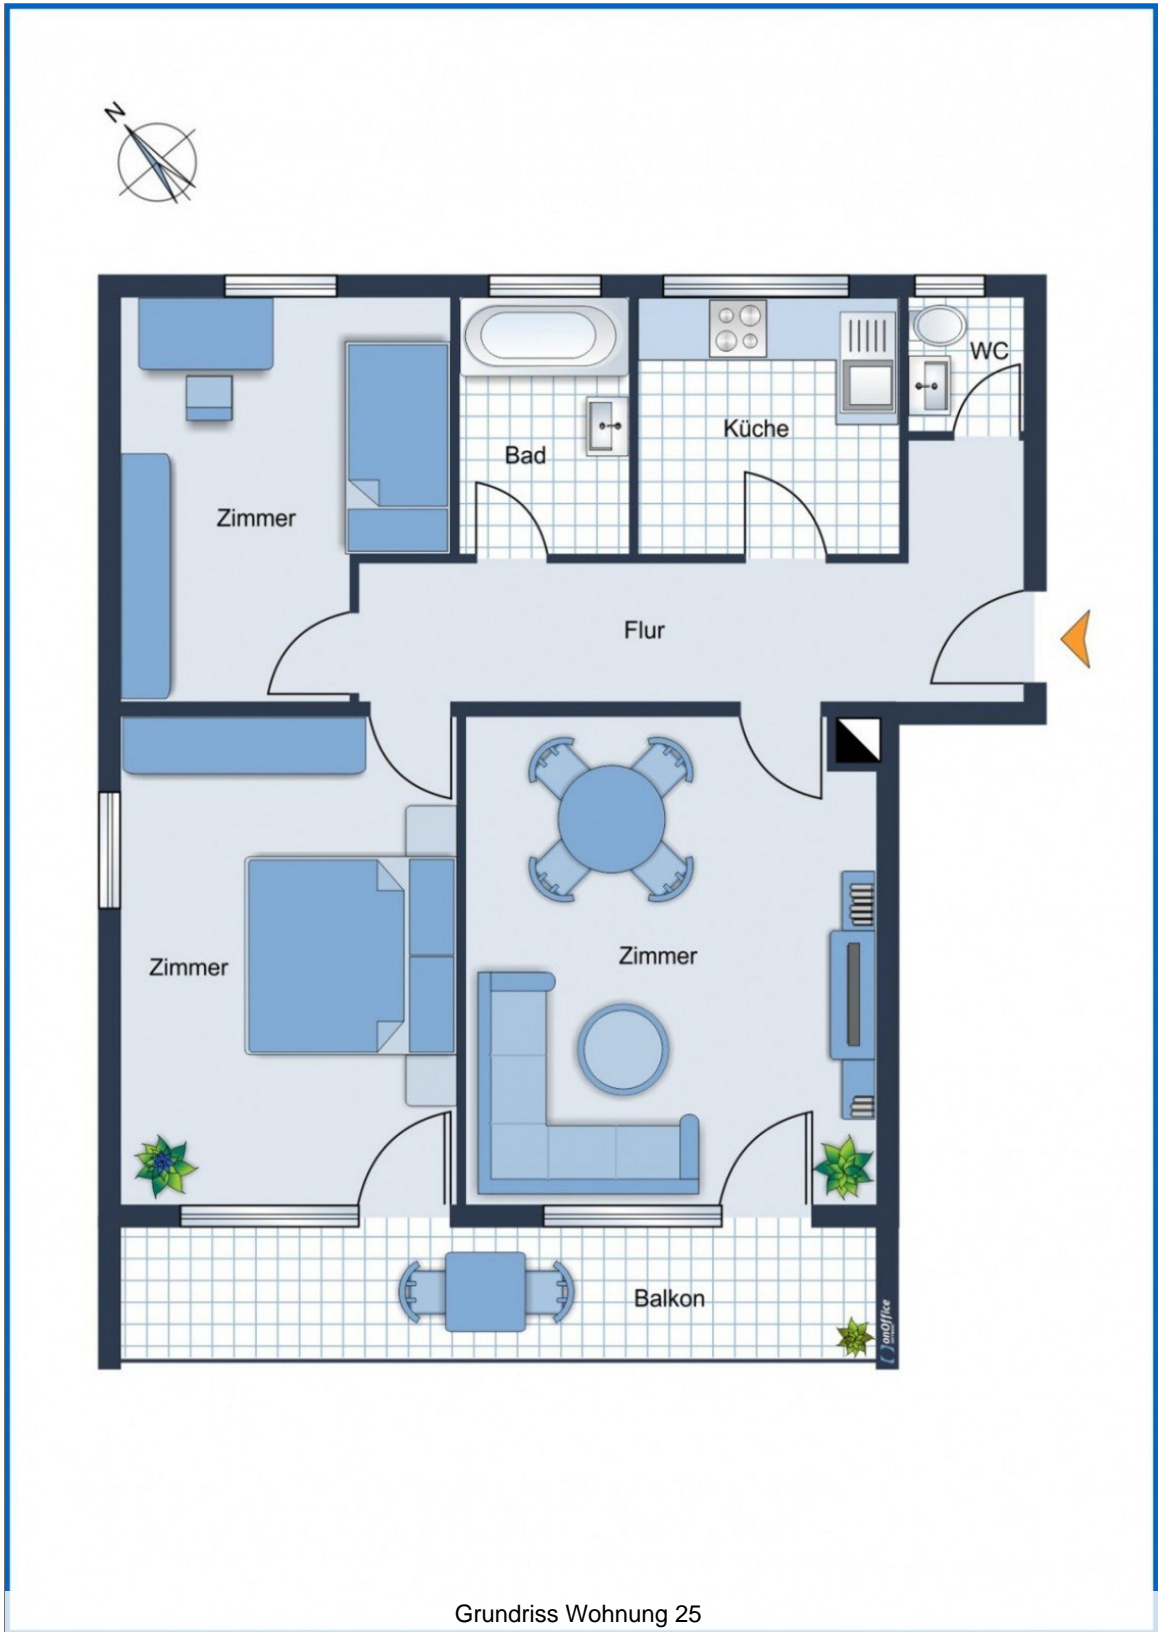 N
WC
Küche
Bad
Zimmer
Flur
Zimmer
Zimmer
Balkon
onOffice
Grundriss Wohnung 25